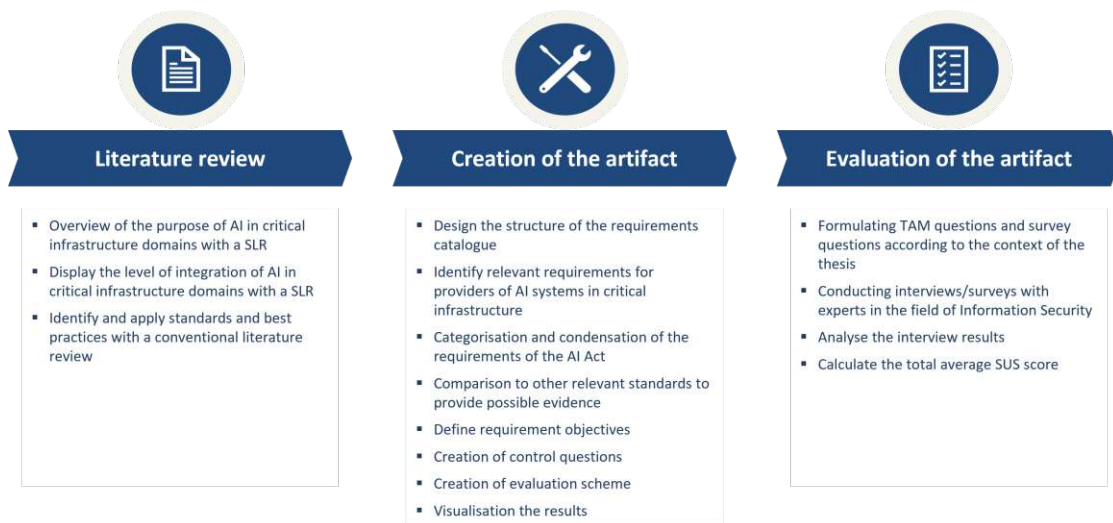 Literature review
▪ Overview of the purpose of AI in critical
infrastructure domains with a SLR
▪ Display the level of integration of AI in
critical infrastructure domains with a SLR
▪ Identify and apply standards and best
practices with a conventional literature
review
Creation of the artifact
▪ Design the structure of the requirements
catalogue
▪ Identify relevant requirements for
providers of AI systems in critical
infrastructure
▪ Categorisation and condensation of the
requirements of the AI Act
▪ Comparison to other relevant standards to
provide possible evidence
▪ Define requirement objectives
▪ Creation of control questions
▪ Creation of evaluation scheme
▪ Visualisation the results
Evaluation of the artifact
▪ Formulating TAM questions and survey
questions according to the context of the
thesis
▪ Conducting interviews/surveys with
experts in the field of Information Security
▪ Analyse the interview results
▪ Calculate the total average SUS score